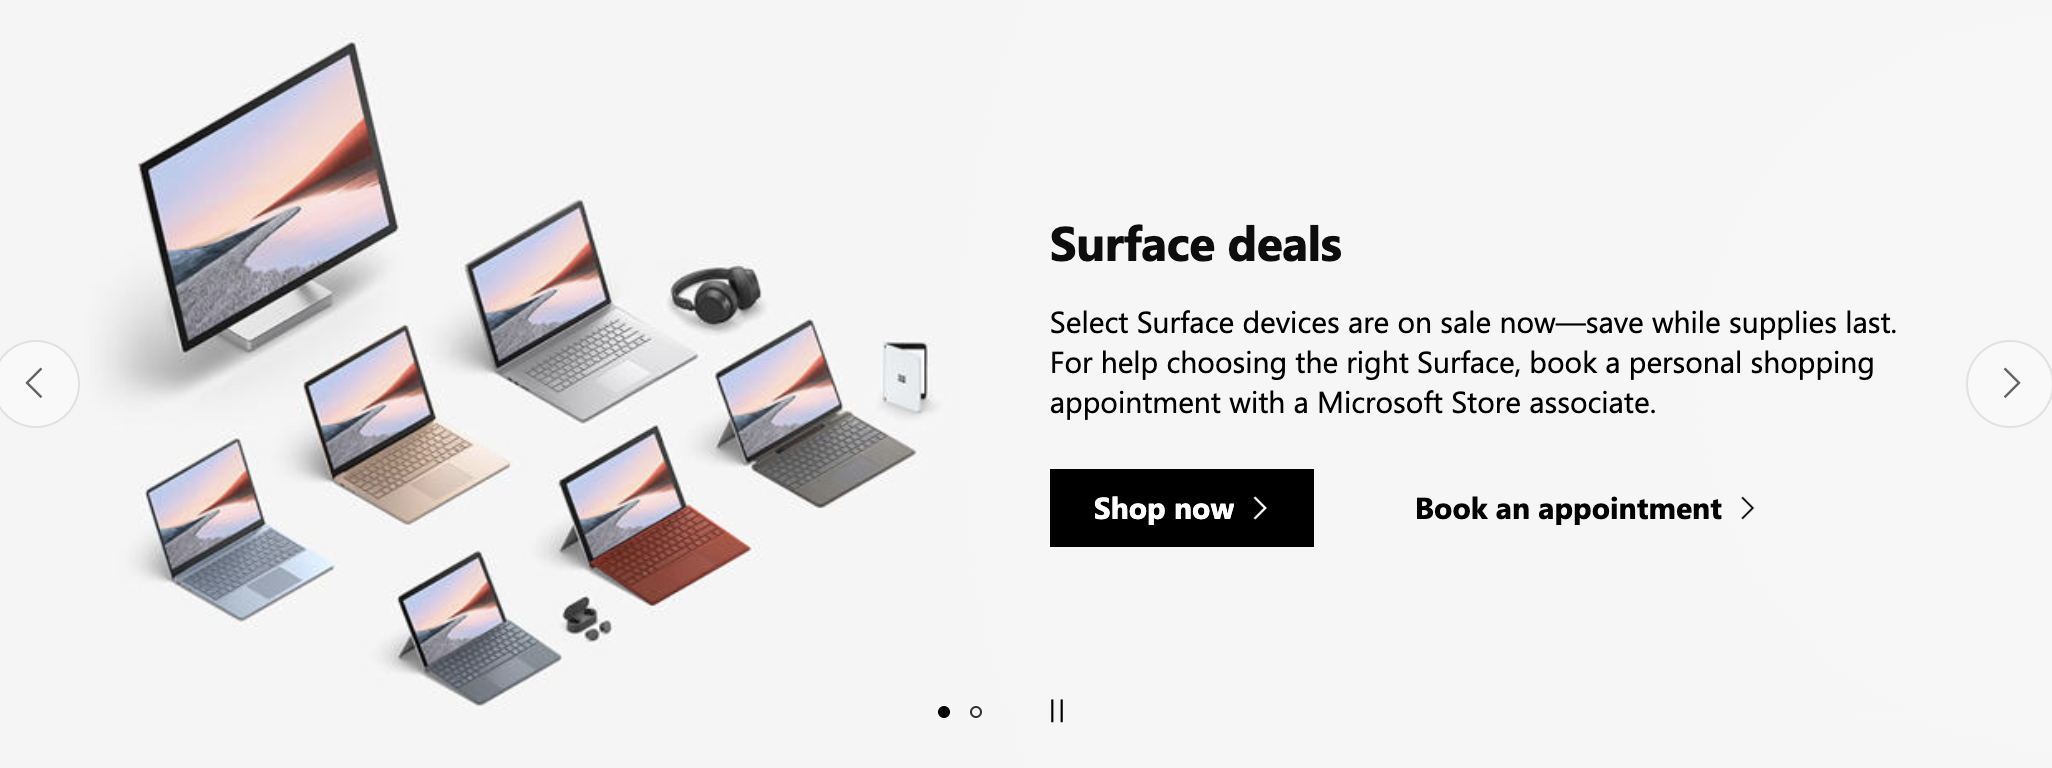 Surface deals
Select Surface devices are on sale now—save while supplies last.
For help choosing the right Surface, book a personal shopping
appointment with a Microsoft Store associate.
Shop now
Book an appointment